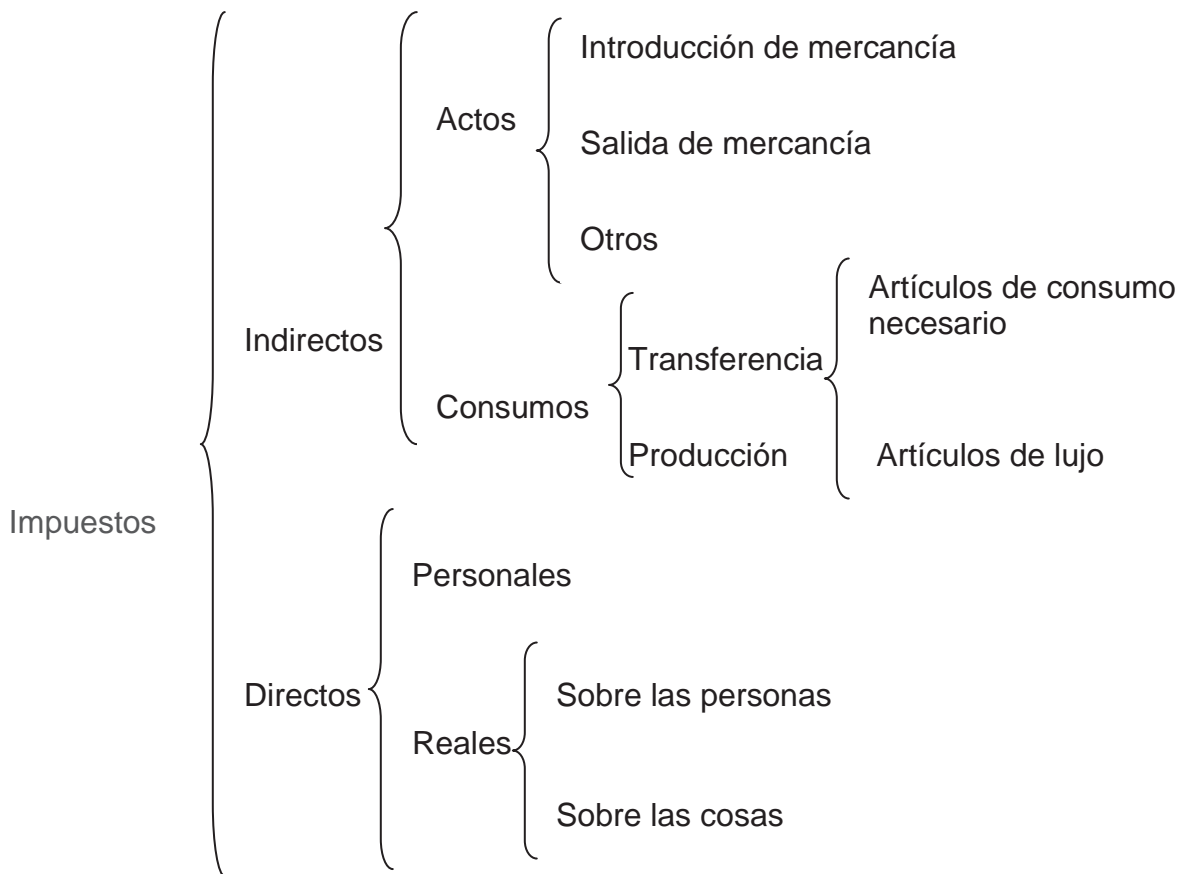 Introducción de mercancía
Actos
Salida de mercancía
Otros
Artículos de consumo
necesario
Indirectos
Transferencia
Consumos
Producción
Artículos de lujo
Impuestos
Personales
Directos
Sobre las personas
Reales
Sobre las cosas